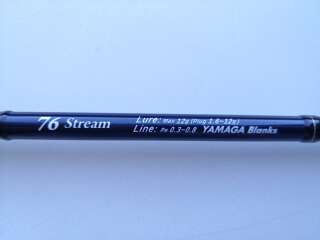 76 Stream
Lure: Max 12g (Plug 1.6-12g)
Line: Pe 0.3-0.8 YAMAGA Blanks